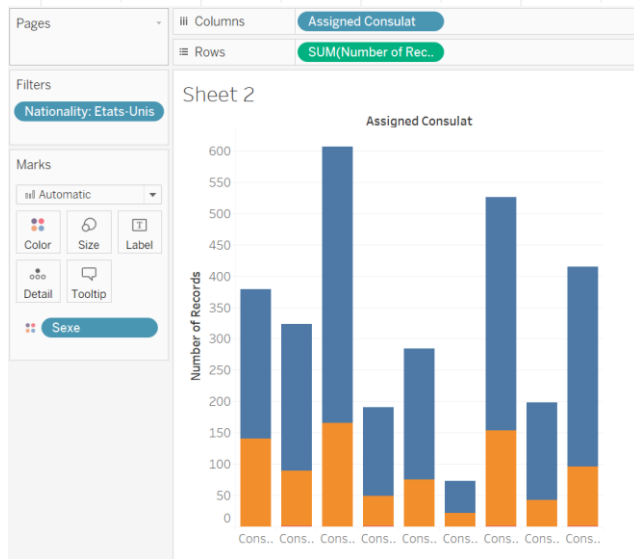 Pages
iii Columns
Assigned Consulat
Rows
SUM(Number of Rec..
Filters
Nationality: Etats-Unis
Marks
Automatic
Color
Size
Label
Detail
Tooltip
Sexe
Sheet 2
Assigned Consulat
Number of Records
600
550
500
450
400
350
300
250
200
150
100
50
0
Cons.. Cons.. Cons.. Cons.. Cons.. Cons.. Cons.. Cons.. Cons..